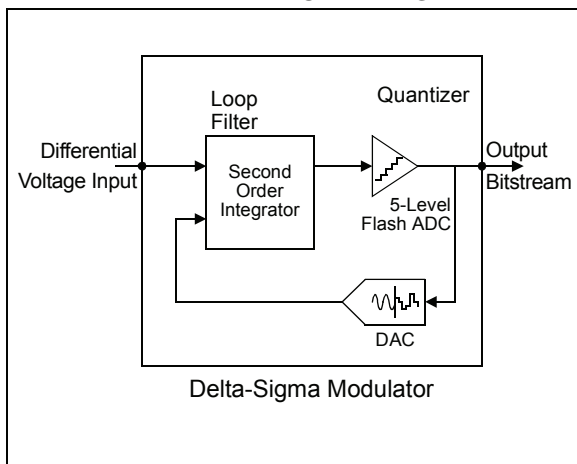 Loop
Filter
Quantizer
Differential
Voltage Input
Second
Order
Integrator
Output
Bitstream
5-Level
Flash ADC
DAC
Delta-Sigma Modulator